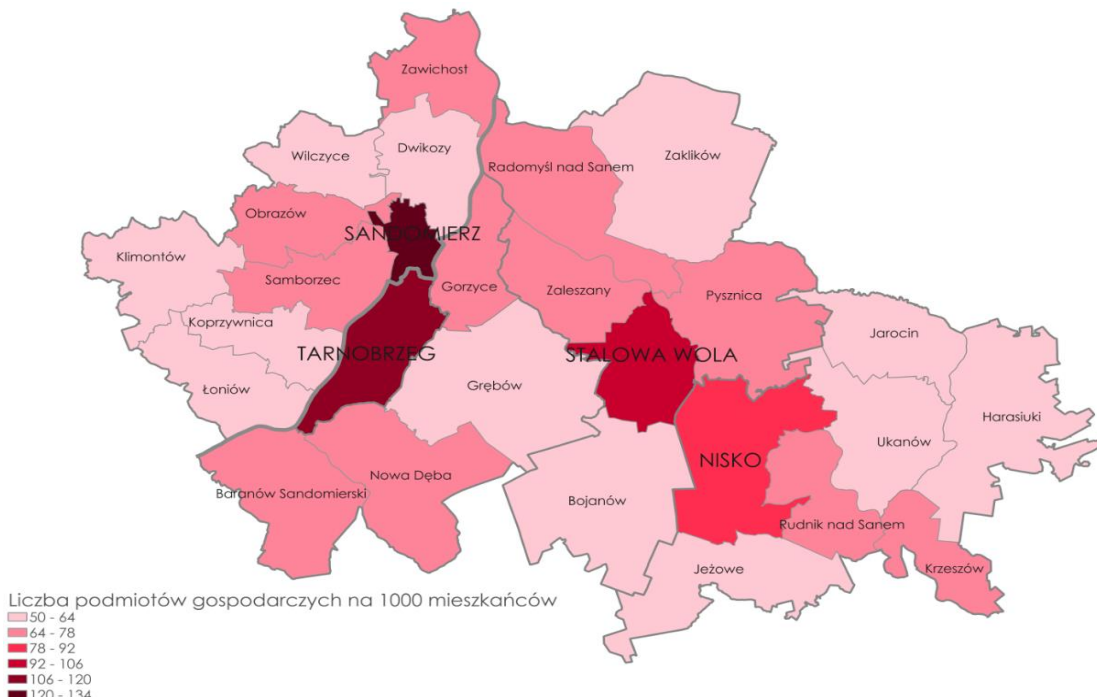 Zawichost
Wilczyce
Dwikozy
Radomyśl nad Sanem
Zaklików
Obrazów
SANDOMIERZ
Klimontów
Samborzec
Gorzyce
Zaleszany
Pysznica
Koprzywnica
TARNOBRZEG
STALOWA WOLA
Jarocin
Łoniów
Grębów
Harasiuki
Ukanów
Nowa Dęba
NISKO
Baranów Sandomierski
Bojanów
Rudnik nad Sanem
Jeżowe
Krzeszów
Liczba podmiotów gospodarczych na 1000 mieszkańców
50 - 64
64 - 78
78 - 92
92 - 106
106 - 120
120 - 134